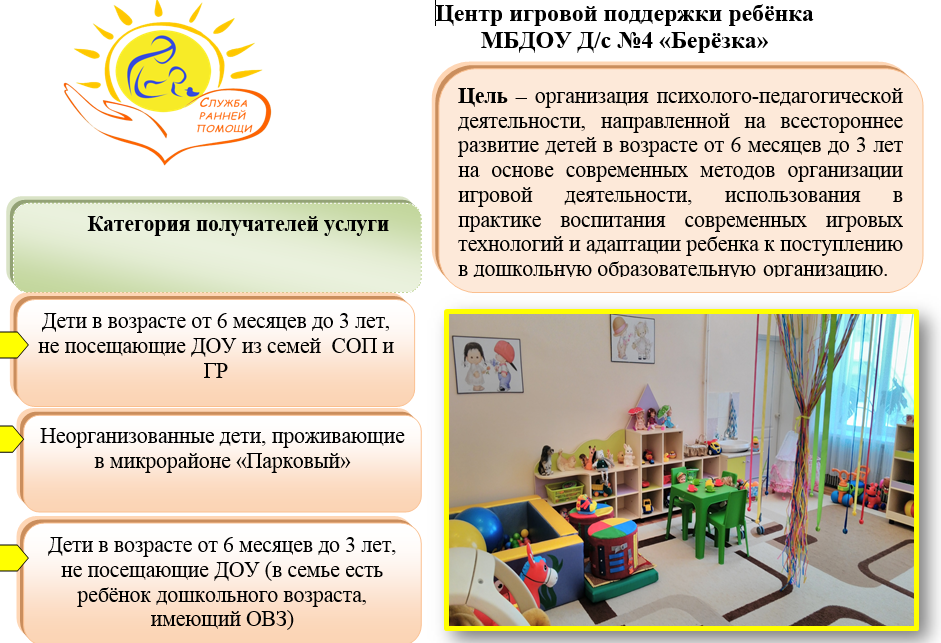 СЛУЖБА
РАННЕЙ
ПОМОЩИ
Категория получателей услуги
Дети в возрасте от 6 месяцев до 3 лет,
не посещающие ДОУ из семей СОП и
ГР
Неорганизованные дети, проживающие
в микрорайоне «Парковый»
Дети в возрасте от 6 месяцев до 3 лет,
не посещающие ДОУ (в семье есть
ребёнок дошкольного возраста,
имеющий ОВЗ)
Центр игровой поддержки ребёнка
МБДОУ Д/с №4 «Берёзка»
Цель – организация психолого-педагогической
деятельности, направленной на всестороннее
развитие детей в возрасте от 6 месяцев до 3 лет
на основе современных методов организации
игровой деятельности, использования в
практике воспитания современных игровых
технологий и адаптации ребенка к поступлению
в дошкольную образовательную организацию.